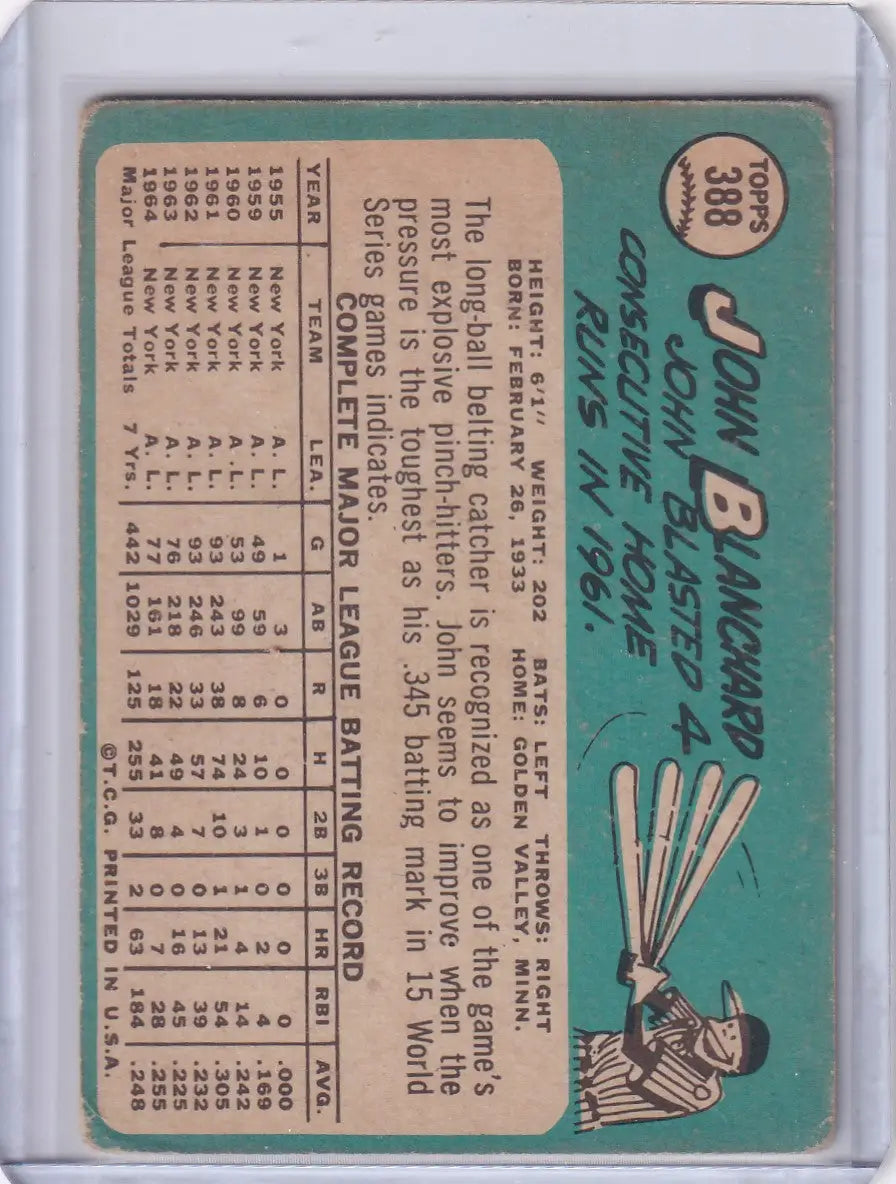 TOPPS
388
JOHN BLANCHARD
JOHN BLASTED 4
CONSECUTIVE HOME
RUNS IN 1961.
HEIGHT: 6'1" WEIGHT: 202 BATS: LEFT THROWS: RIGHT
BORN: FEBRUARY 26, 1933 HOME: GOLDEN VALLEY, MINN.
The long-ball belting catcher is recognized as one of the game's
most explosive pinch-hitters. John seems to improve when the
pressure is the toughest as his .345 batting mark in 15 World
Series games indicates.
COMPLETE MAJOR LEAGUE BATTING RECORD
YEAR TEAM LEA. G AB R H 2B 3B HR RBI AVG.
1955 New York A. L. 1 3 0 0 0 0 0 0 .000
1959 New York A. L. 49 59 6 10 1 0 2 4 .169
1960 New York A .L. 53 99 8 24 3 1 4 14 .242
1961 New York A. L. 93 243 38 74 10 1 21 54 .305
1962 New York A. L. 93 246 33 57 7 0 13 39 .232
1963 New York A. L. 76 218 22 49 4 0 16 45 .225
1964 New York A. L. 77 161 18 41 8 0 7 28 .255
Major League Totals 7 Yrs. 442 1029 125 255 33 2 63 184 .248
©T.C.G. PRINTED IN U.S.A.